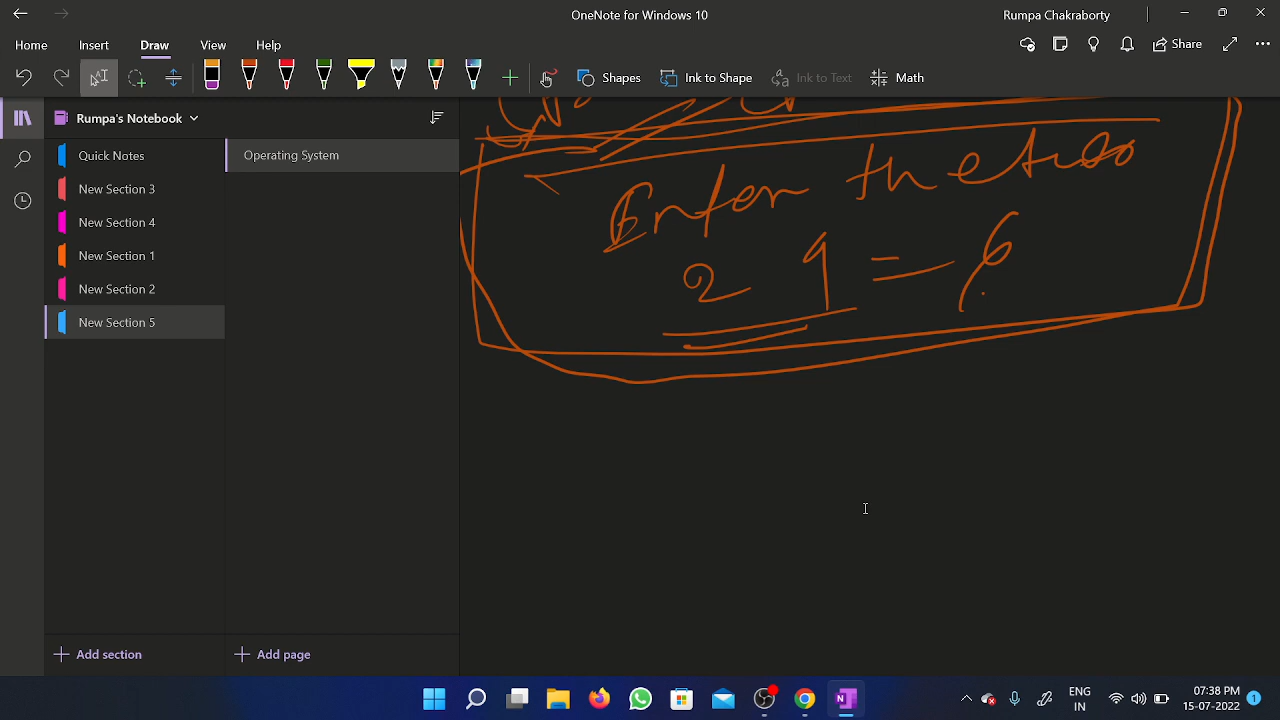 OneNote for Windows 10
Rumpa Chakraborty
Home Insert Draw View Help
Share
Shapes Ink to Shape Ink to Text Math
Rumpa's Notebook
Quick Notes
New Section 3
New Section 4
New Section 1
New Section 2
New Section 5
Add section
Operating System
Add page
Enter the two
2 9 = 6
ENG
IN
07:38 PM
15-07-2022
1